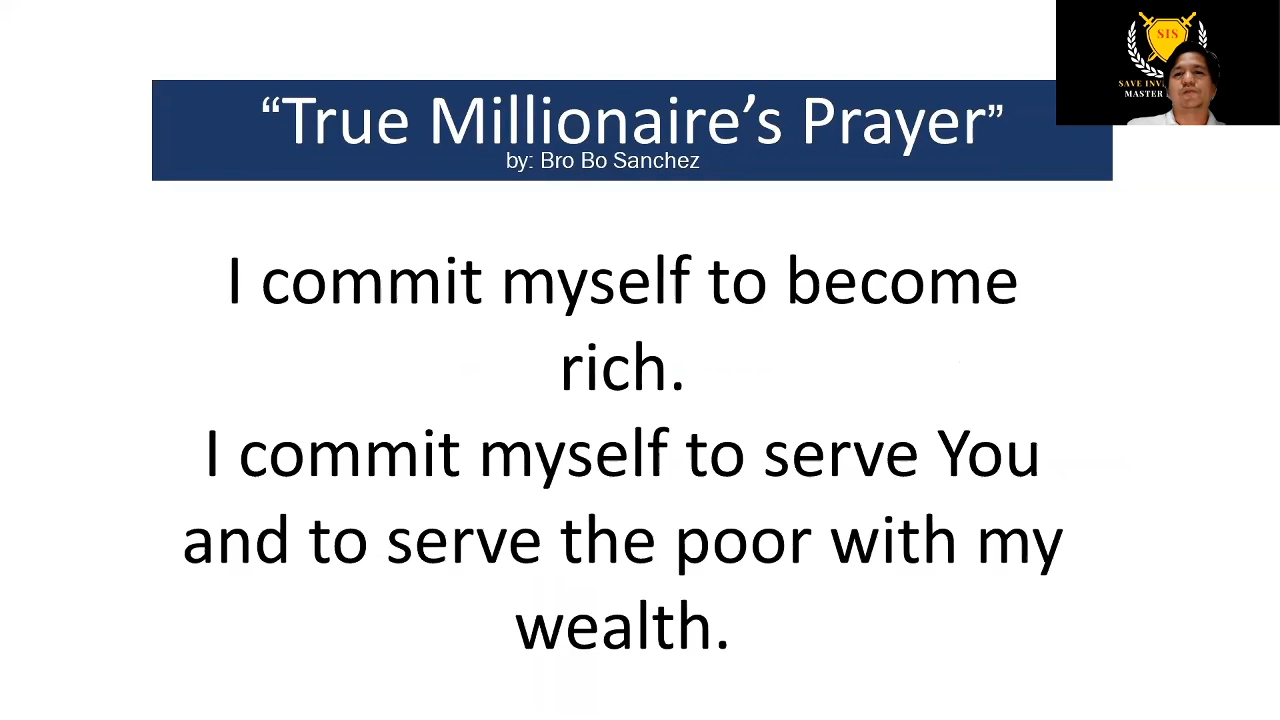 “True Millionaire’s Prayer”
by: Bro Bo Sanchez
I commit myself to become
rich.
I commit myself to serve You
and to serve the poor with my
wealth.
SIS
SAVE
MASTER